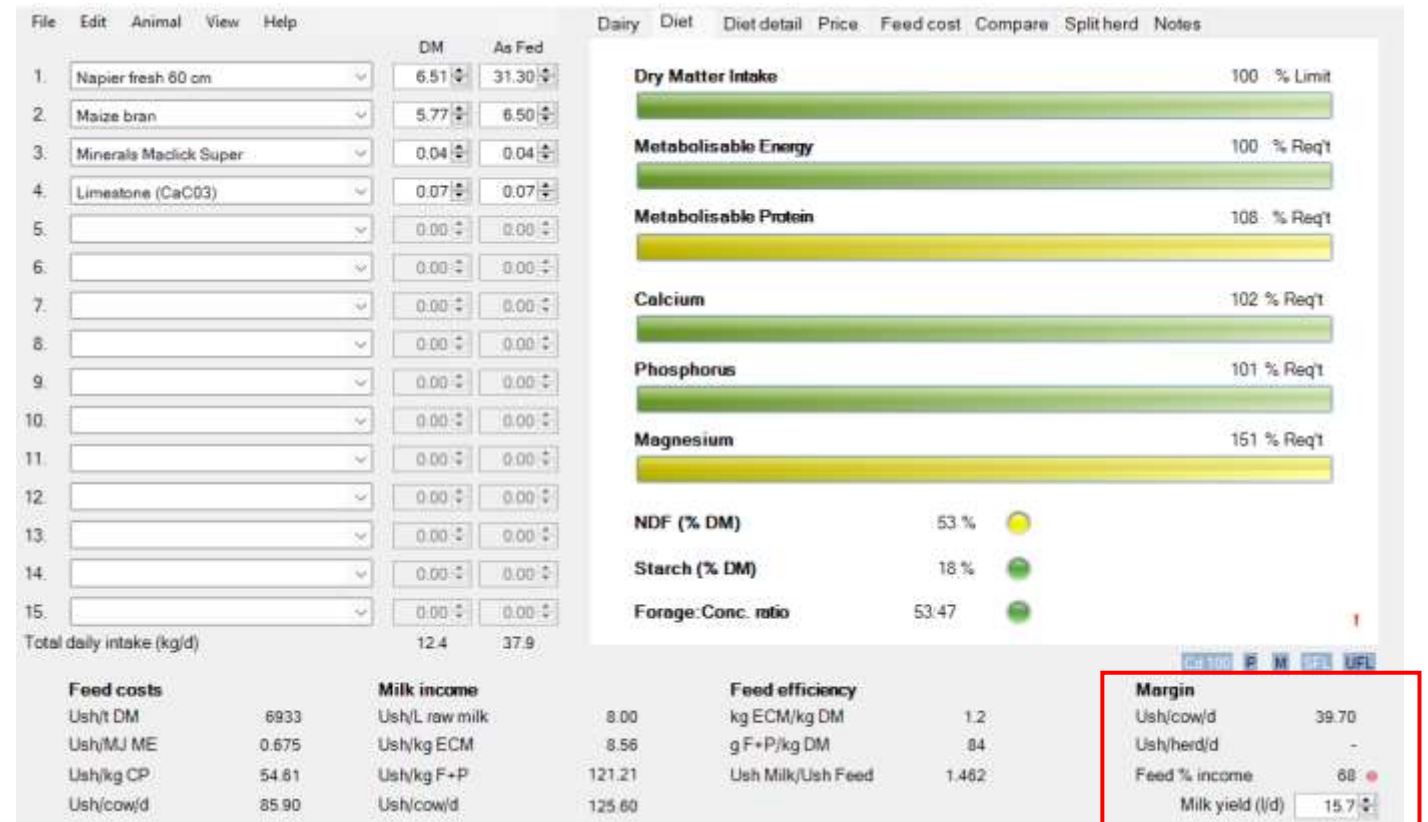 File Edit Animal View Help
Dairy Diet Diet detail Price Feed cost Compare Split herd Notes
DM As Fed
1. Napier fresh 60 cm 6.51 31.30
2. Maize bran 5.77 6.50
3. Minerals Maclick Super 0.04 0.04
4. Limestone (CaC03) 0.07 0.07
5. 0.00 0.00
6. 0.00 0.00
7. 0.00 0.00
8. 0.00 0.00
9. 0.00 0.00
10. 0.00 0.00
11. 0.00 0.00
12. 0.00 0.00
13. 0.00 0.00
14. 0.00 0.00
15. 0.00 0.00
Total daily intake (kg/d) 12.4 37.9
Dry Matter Intake 100 % Limit
Metabolisable Energy 100 % Req't
Metabolisable Protein 108 % Req't
Calcium 102 % Req't
Phosphorus 101 % Req't
Magnesium 151 % Req't
NDF (% DM) 53 %
Starch (% DM) 18 %
Forage:Conc. ratio 53:47
!
P M UFL
Feed costs
Ush/t DM 6933
Ush/MJ ME 0.675
Ush/kg CP 54.61
Ush/cow/d 85.90
Milk income
Ush/L raw milk 8.00
Ush/kg ECM 8.56
Ush/kg F+P 121.21
Ush/cow/d 125.60
Feed efficiency
kg ECM/kg DM 1.2
g F+P/kg DM 84
Ush Milk/Ush Feed 1.462
Margin
Ush/cow/d 39.70
Ush/herd/d -
Feed % income 68
Milk yield (l/d) 15.7